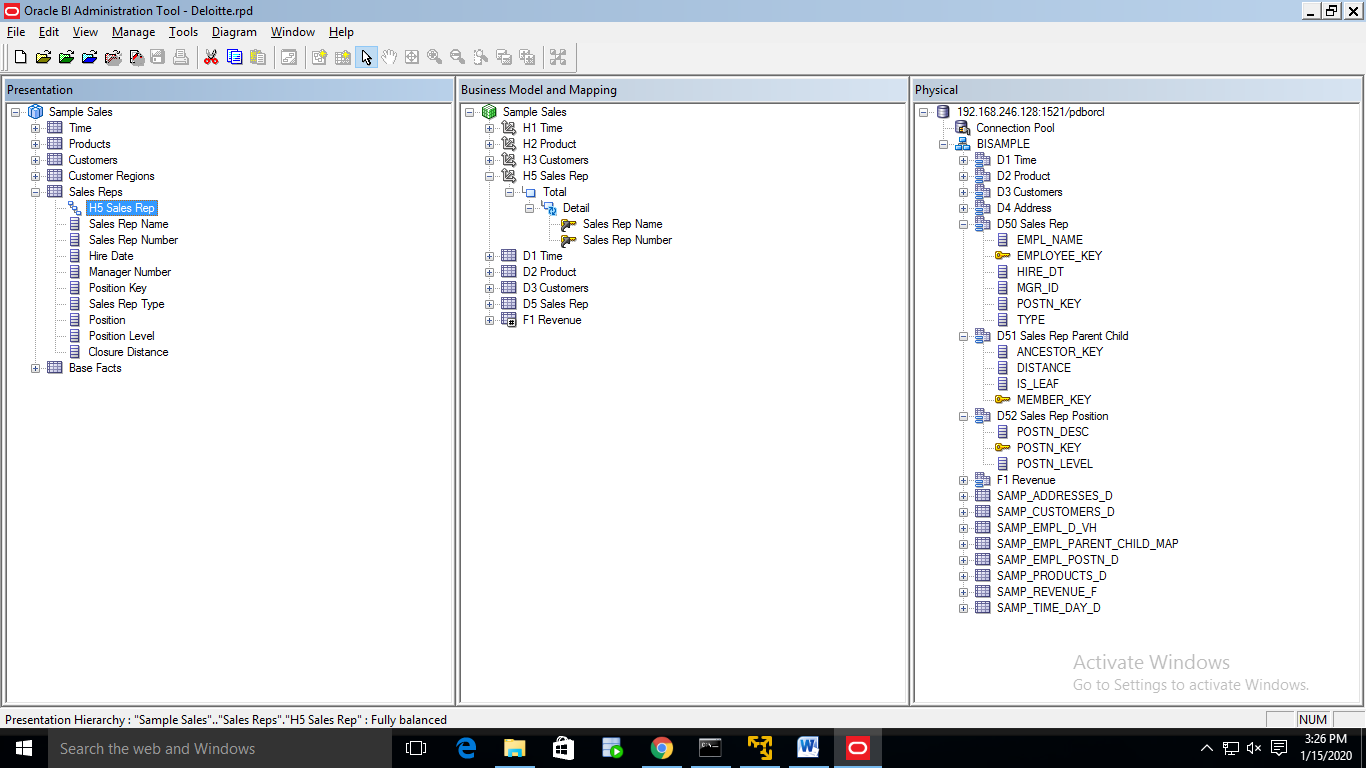 Oracle BI Administration Tool - Deloitte.rpd
File Edit View Manage Tools Diagram Window Help
Presentation
Sample Sales
Time
Products
Customers
Customer Regions
Sales Reps
H5 Sales Rep
Sales Rep Name
Sales Rep Number
Hire Date
Manager Number
Position Key
Sales Rep Type
Position
Position Level
Closure Distance
Base Facts
Business Model and Mapping
Sample Sales
H1 Time
H2 Product
H3 Customers
H5 Sales Rep
Total
Detail
Sales Rep Name
Sales Rep Number
D1 Time
D2 Product
D3 Customers
D5 Sales Rep
F1 Revenue
Physical
192.168.246.128:1521/pdborcl
Connection Pool
BISAMPLE
D1 Time
D2 Product
D3 Customers
D4 Address
D50 Sales Rep
EMPL_NAME
EMPLOYEE_KEY
HIRE_DT
MGR_ID
POSTN_KEY
TYPE
D51 Sales Rep Parent Child
ANCESTOR_KEY
DISTANCE
IS_LEAF
MEMBER_KEY
D52 Sales Rep Position
POSTN_DESC
POSTN_KEY
POSTN_LEVEL
F1 Revenue
SAMP_ADDRESSES_D
SAMP_CUSTOMERS_D
SAMP_EMPL_D_VH
SAMP_EMPL_PARENT_CHILD_MAP
SAMP_EMPL_POSTN_D
SAMP_PRODUCTS_D
SAMP_REVENUE_F
SAMP_TIME_DAY_D
Activate Windows
Go to Settings to activate Windows.
Presentation Hierarchy : "Sample Sales".."Sales Reps"."H5 Sales Rep" : Fully balanced
NUM
Search the web and Windows
3:26 PM
1/15/2020